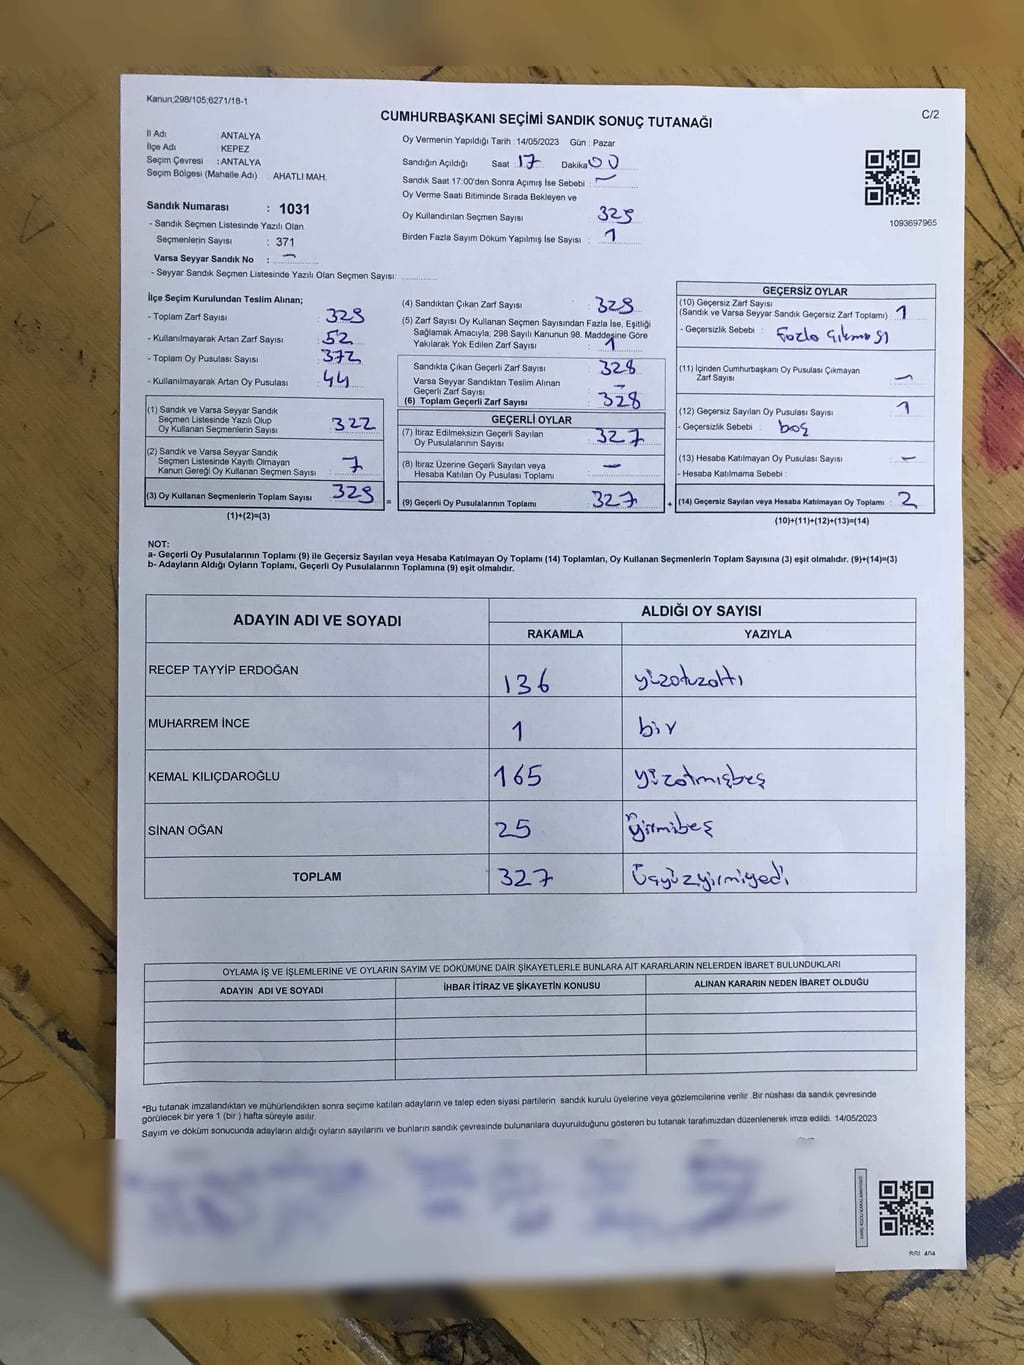 Kanun;298/105;6271/18-1
C/2
CUMHURBAŞKANI SEÇİMİ SANDIK SONUÇ TUTANAĞI
İl Adı : ANTALYA
İlçe Adı : KEPEZ
Seçim Çevresi : ANTALYA
Seçim Bölgesi (Mahalle Adı) : AHATLI MAH.
Sandık Numarası : 1031
- Sandık Seçmen Listesinde Yazılı Olan
Seçmenlerin Sayısı : 371
Varsa Seyyar Sandık No : -
- Seyyar Sandık Seçmen Listesinde Yazılı Olan Seçmen Sayısı:
Oy Vermenin Yapıldığı Tarih : 14/05/2023 Gün : Pazar
Sandığın Açıldığı Saat : 17 Dakika 00
Sandık Saat 17:00'den Sonra Açımış İse Sebebi : -
Oy Verme Saati Bitiminde Sırada Bekleyen ve
Oy Kullandırılan Seçmen Sayısı : 329
Birden Fazla Sayım Döküm Yapılmış İse Sayısı : 1
1093697965
İlçe Seçim Kurulundan Teslim Alınan;
- Toplam Zarf Sayısı : 329
- Kullanılmayarak Artan Zarf Sayısı : 52
- Toplam Oy Pusulası Sayısı : 372
- Kullanılmayarak Artan Oy Pusulası : 44
(1) Sandık ve Varsa Seyyar Sandık
Seçmen Listesinde Yazılı Olup
Oy Kullanan Seçmenlerin Sayısı : 322
(2) Sandık ve Varsa Seyyar Sandık
Seçmen Listesinde Kayıtlı Olmayan
Kanun Gereği Oy Kullanan Seçmen Sayısı : 7
(3) Oy Kullanan Seçmenlerin Toplam Sayısı : 329
(1)+(2)=(3)
=
(4) Sandıktan Çıkan Zarf Sayısı : 329
(5) Zarf Sayısı Oy Kullanan Seçmen Sayısından Fazla İse, Eşitliği
Sağlamak Amacıyla; 298 Sayılı Kanunun 98. Maddesine Göre
Yakılarak Yok Edilen Zarf Sayısı : 1
Sandıkta Çıkan Geçerli Zarf Sayısı : 328
Varsa Seyyar Sandıktan Teslim Alınan
Geçerli Zarf Sayısı : -
(6) Toplam Geçerli Zarf Sayısı : 328
GEÇERLİ OYLAR
(7) İtiraz Edilmeksizin Geçerli Sayılan
Oy Pusulalarının Sayısı : 327
(8) İtiraz Üzerine Geçerli Sayılan veya
Hesaba Katılan Oy Pusulası Toplamı : -
(9) Geçerli Oy Pusulalarının Toplamı : 327
+
GEÇERSİZ OYLAR
(10) Geçersiz Zarf Sayısı
(Sandık ve Varsa Seyyar Sandık Geçersiz Zarf Toplamı) : 1
- Geçersizlik Sebebi : Fazla Çıkması
(11) İçinden Cumhurbaşkanı Oy Pusulası Çıkmayan
Zarf Sayısı : -
(12) Geçersiz Sayılan Oy Pusulası Sayısı : 1
- Geçersizlik Sebebi : boş
(13) Hesaba Katılmayan Oy Pusulası Sayısı : -
- Hesaba Katılmama Sebebi :
(14) Geçersiz Sayılan veya Hesaba Katılmayan Oy Toplamı : 2
(10)+(11)+(12)+(13)=(14)
NOT:
a- Geçerli Oy Pusulalarının Toplamı (9) ile Geçersiz Sayılan veya Hesaba Katılmayan Oy Toplamı (14) Toplamları, Oy Kullanan Seçmenlerin Toplam Sayısına (3) eşit olmalıdır. (9)+(14)=(3)
b- Adayların Aldığı Oyların Toplamı, Geçerli Oy Pusulalarının Toplamına (9) eşit olmalıdır.
ADAYIN ADI VE SOYADI
ALDIĞI OY SAYISI
RAKAMLA YAZIYLA
RECEP TAYYİP ERDOĞAN 136 yüzotuzaltı
MUHARREM İNCE 1 bir
KEMAL KILIÇDAROĞLU 165 yüzatmışbeş
SİNAN OĞAN 25 yirmibeş
TOPLAM 327 üçyüzyirmiyedi
OYLAMA İŞ VE İŞLEMLERİNE VE OYLARIN SAYIM VE DÖKÜMÜNE DAİR ŞİKAYETLERLE BUNLARA AİT KARARLARIN NELERDEN İBARET BULUNDUKLARI
ADAYIN ADI VE SOYADI İHBAR İTİRAZ VE ŞİKAYETİN KONUSU ALINAN KARARIN NEDEN İBARET OLDUĞU
*Bu tutanak imzalandıktan ve mühürlendikten sonra seçime katılan adayların ve talep eden siyasi partilerin sandık kurulu üyelerine veya gözlemcilerine verilir. Bir nüshası da sandık çevresinde
görülecek bir yere 1 (bir) hafta süreyle asılır.
Sayım ve döküm sonucunda adayların aldığı oyların sayılarını ve bunların sandık çevresinde bulunanlara duyurulduğunu gösteren bu tutanak tarafımızdan düzenlenerek imza edildi. 14/05/2023